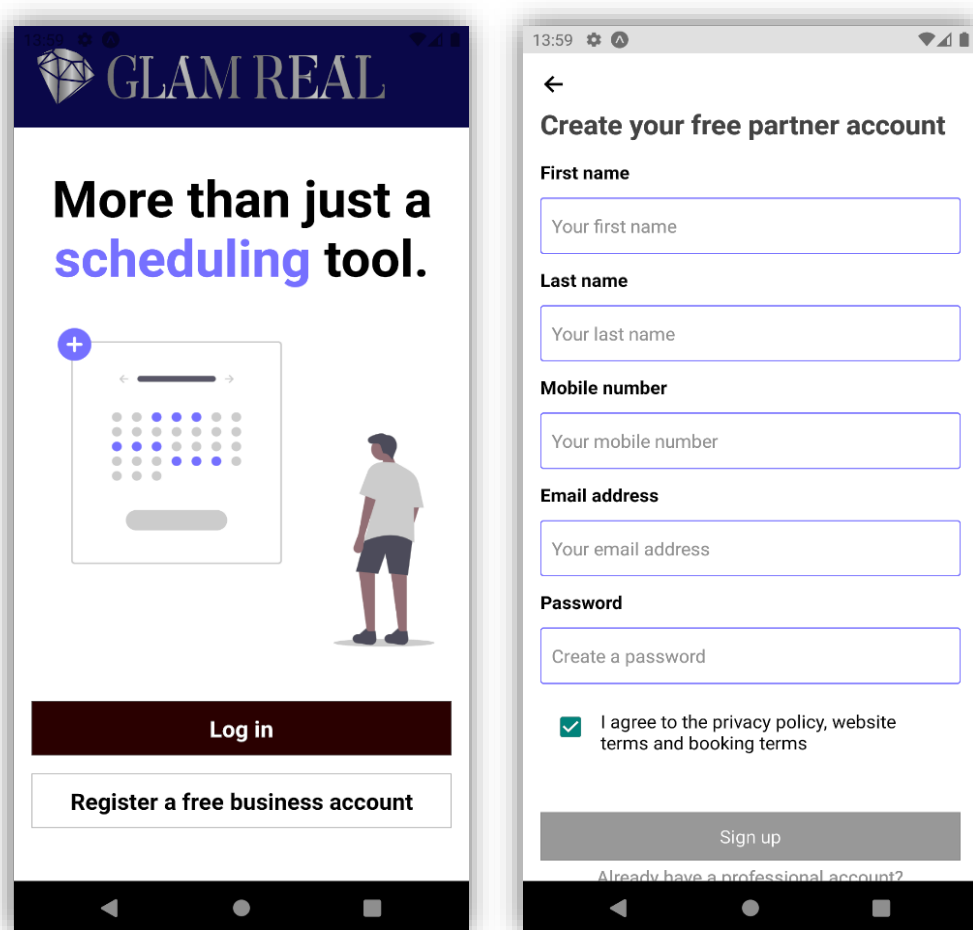 13:59
GLAM REAL
More than just a
scheduling tool.
Log in
Register a free business account
13:59
Create your free partner account
First name
Your first name
Last name
Your last name
Mobile number
Your mobile number
Email address
Your email address
Password
Create a password
I agree to the privacy policy, website
terms and booking terms
Sign up
Already have a professional account?